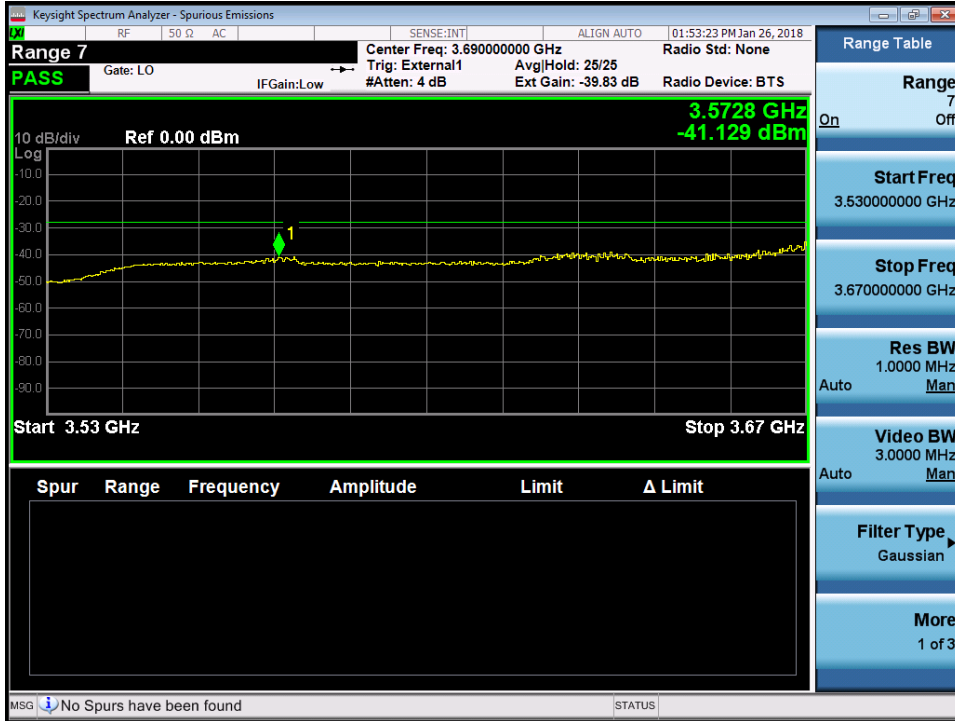 Keysight Spectrum Analyzer - Spurious Emissions
LXI RF 50 Ω AC SENSE:INT ALIGN AUTO 01:53:23 PM Jan 26, 2018
Range 7
PASS
Gate: LO
IFGain:Low
Center Freq: 3.690000000 GHz
Trig: External1 Avg|Hold: 25/25
#Atten: 4 dB Ext Gain: -39.83 dB
Radio Std: None
Radio Device: BTS
3.5728 GHz
-41.129 dBm
10 dB/div Ref 0.00 dBm
Log
-10.0
-20.0
-30.0
1
-40.0
-50.0
-60.0
-70.0
-80.0
-90.0
Start 3.53 GHz Stop 3.67 GHz
Spur Range Frequency Amplitude Limit Δ Limit
MSG No Spurs have been found STATUS
Range Table
Range
7
On Off
Start Freq
3.530000000 GHz
Stop Freq
3.670000000 GHz
Res BW
1.0000 MHz
Auto Man
Video BW
3.0000 MHz
Auto Man
Filter Type
Gaussian
More
1 of 3